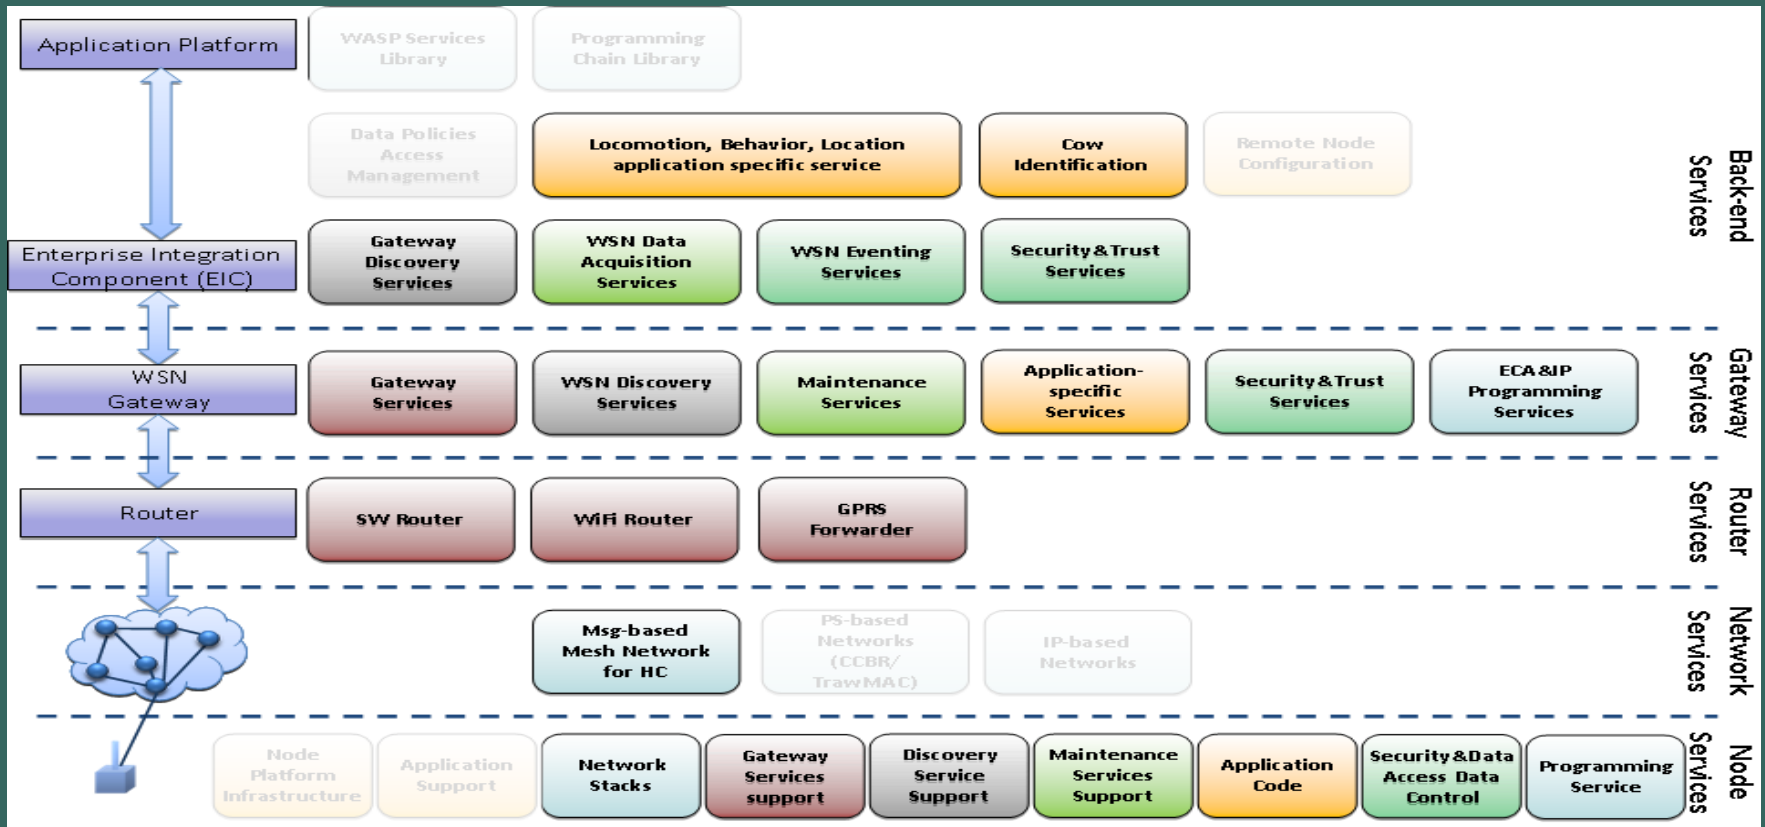 Application Platform
WASP Services
Library
Programming
Chain Library
Data Policies
Access
Management
Locomotion, Behavior, Location
application specific service
Cow
Identification
Remote Node
Configuration
Back-end
Services
Enterprise Integration
Component (EIC)
Gateway
Discovery
Services
WSN Data
Acquisition
Services
WSN Eventing
Services
Security&Trust
Services
WSN
Gateway
Gateway
Services
WSN Discovery
Services
Maintenance
Services
Application-
specific
Services
Security&Trust
Services
ECA&IP
Programming
Services
Gateway
Services
Router
SW Router
WiFi Router
GPRS
Forwarder
Router
Services
Msg-based
Mesh Network
for HC
PS-based
Networks
(CCBR/
TrawMAC)
IP-based
Networks
Network
Services
Node
Platform
Infrastructure
Application
Support
Network
Stacks
Gateway
Services
support
Discovery
Service
Support
Maintenance
Services
Support
Application
Code
Security&Data
Access Data
Control
Programming
Service
Node
Services